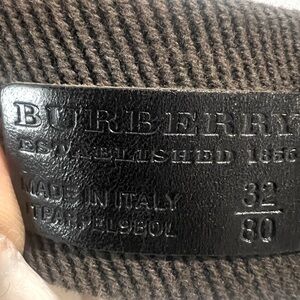 BURBERRY
ESTABLISHED 1856
MADE IN ITALY
32
80